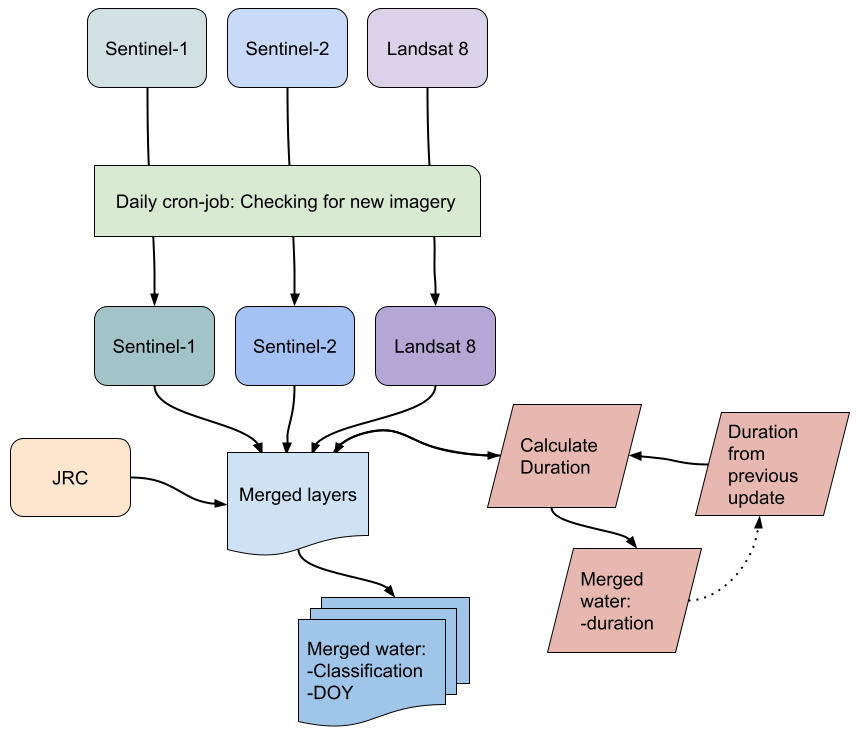 Sentinel-1
Sentinel-2
Landsat 8
Daily cron-job: Checking for new imagery
Sentinel-1
Sentinel-2
Landsat 8
JRC
Merged layers
Calculate
Duration
Duration
from
previous
update
Merged
water:
-duration
Merged water:
-Classification
-DOY